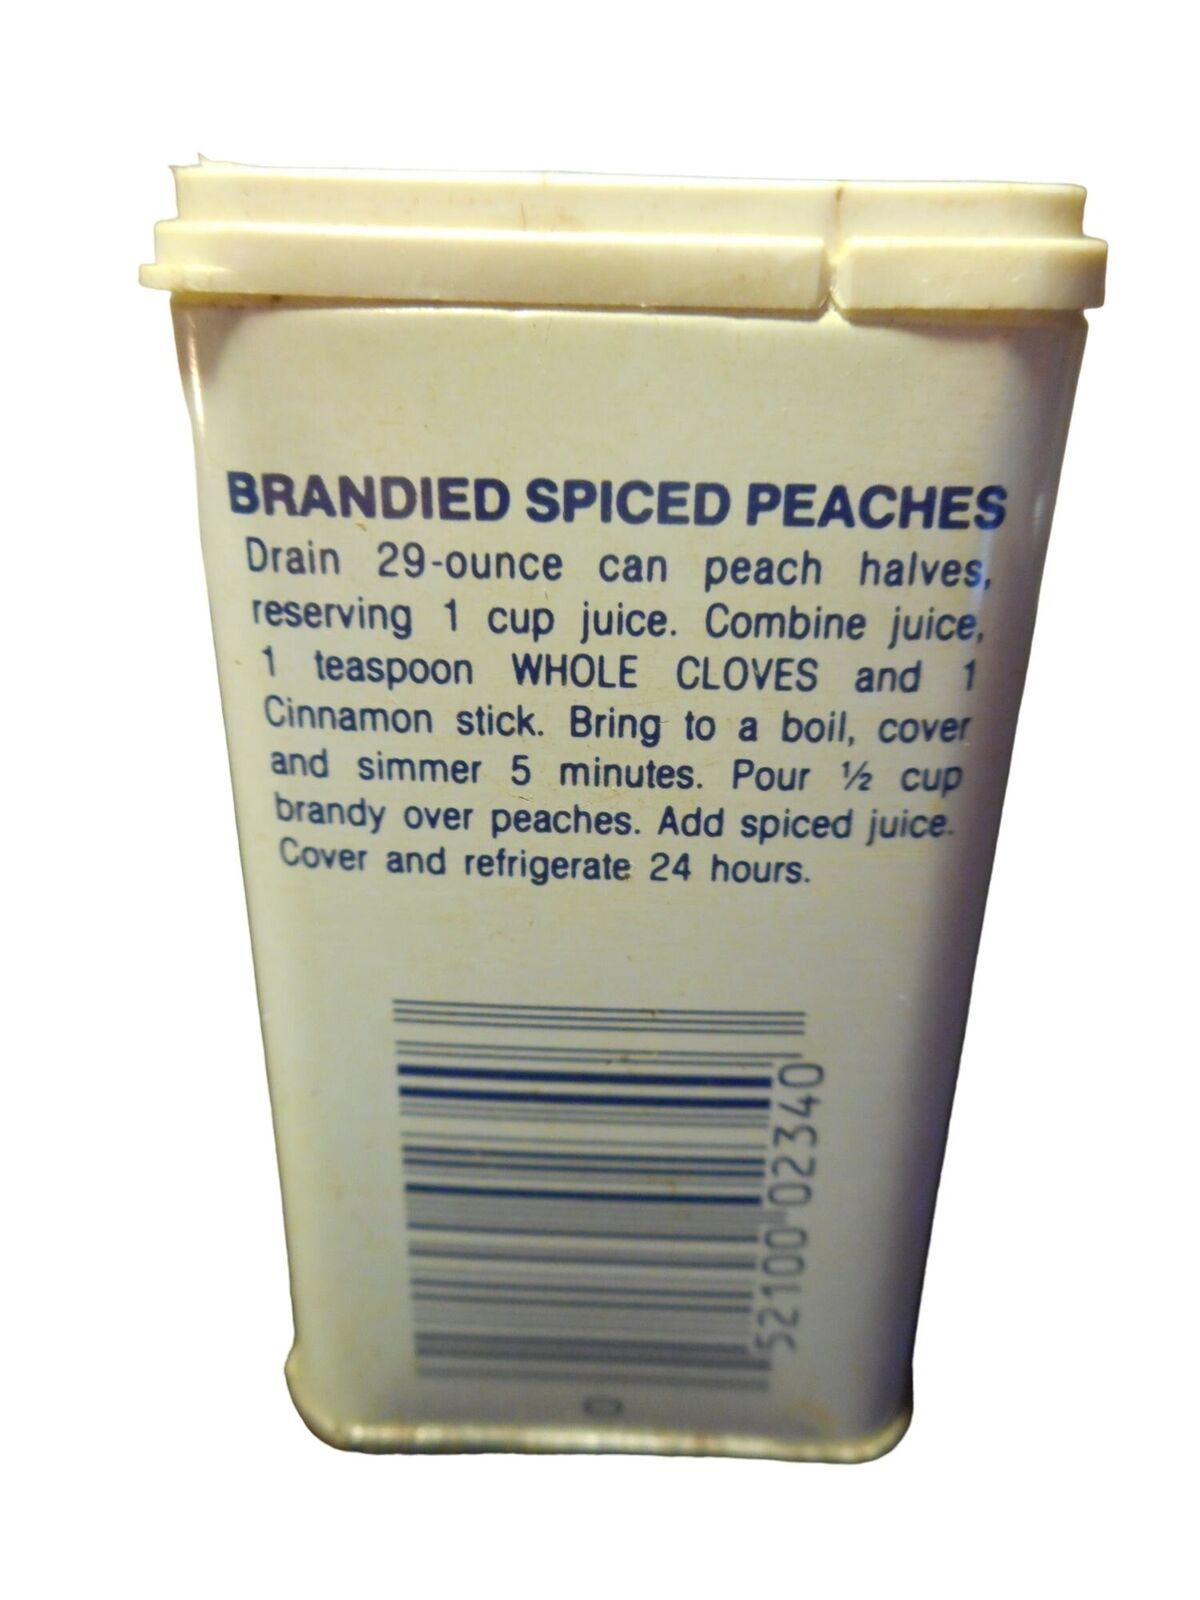 BRANDIED SPICED PEACHES
Drain 29-ounce can peach halves,
reserving 1 cup juice. Combine juice,
1 teaspoon WHOLE CLOVES and 1
Cinnamon stick. Bring to a boil, cover
and simmer 5 minutes. Pour ½ cup
brandy over peaches. Add spiced juice.
Cover and refrigerate 24 hours.
0 52100 02340